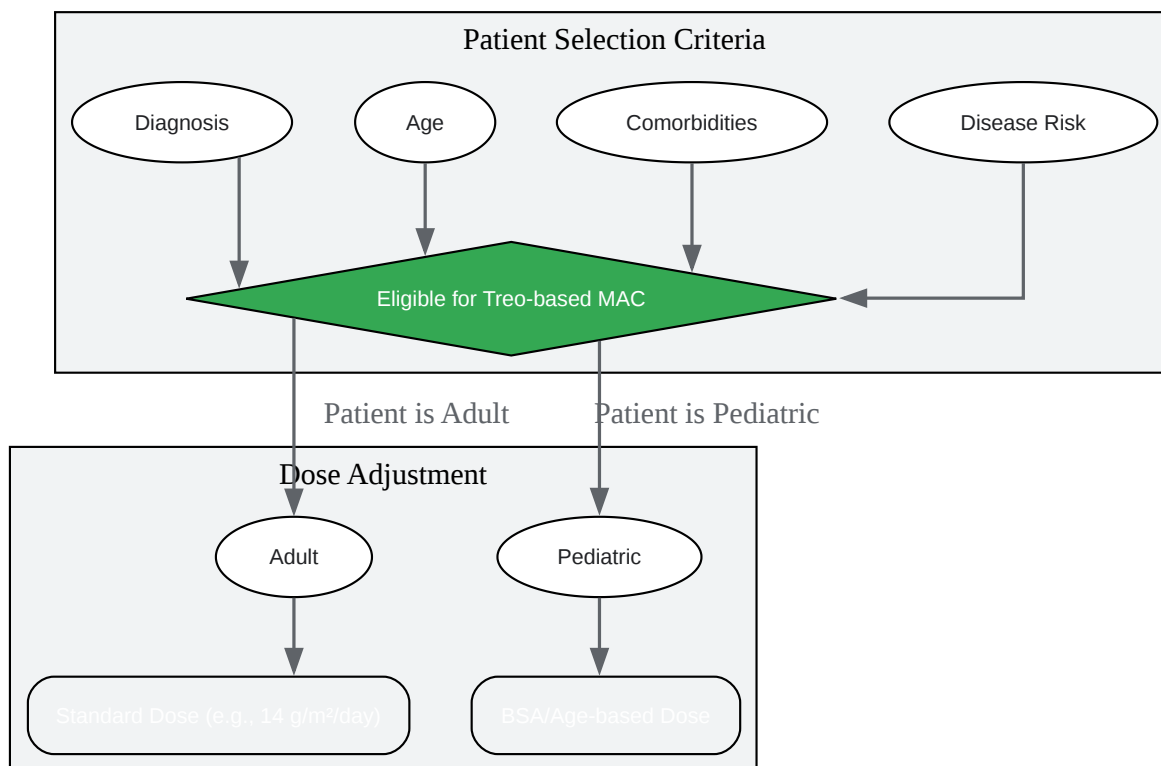 Patient Selection Criteria
Diagnosis
Age
Comorbidities
Disease Risk
Eligible for Treo-based MAC
Patient is Adult
Patient is Pediatric
Dose Adjustment
Adult
Pediatric
Standard Dose (e.g., 14 g/m²/day)
BSA/Age-based Dose